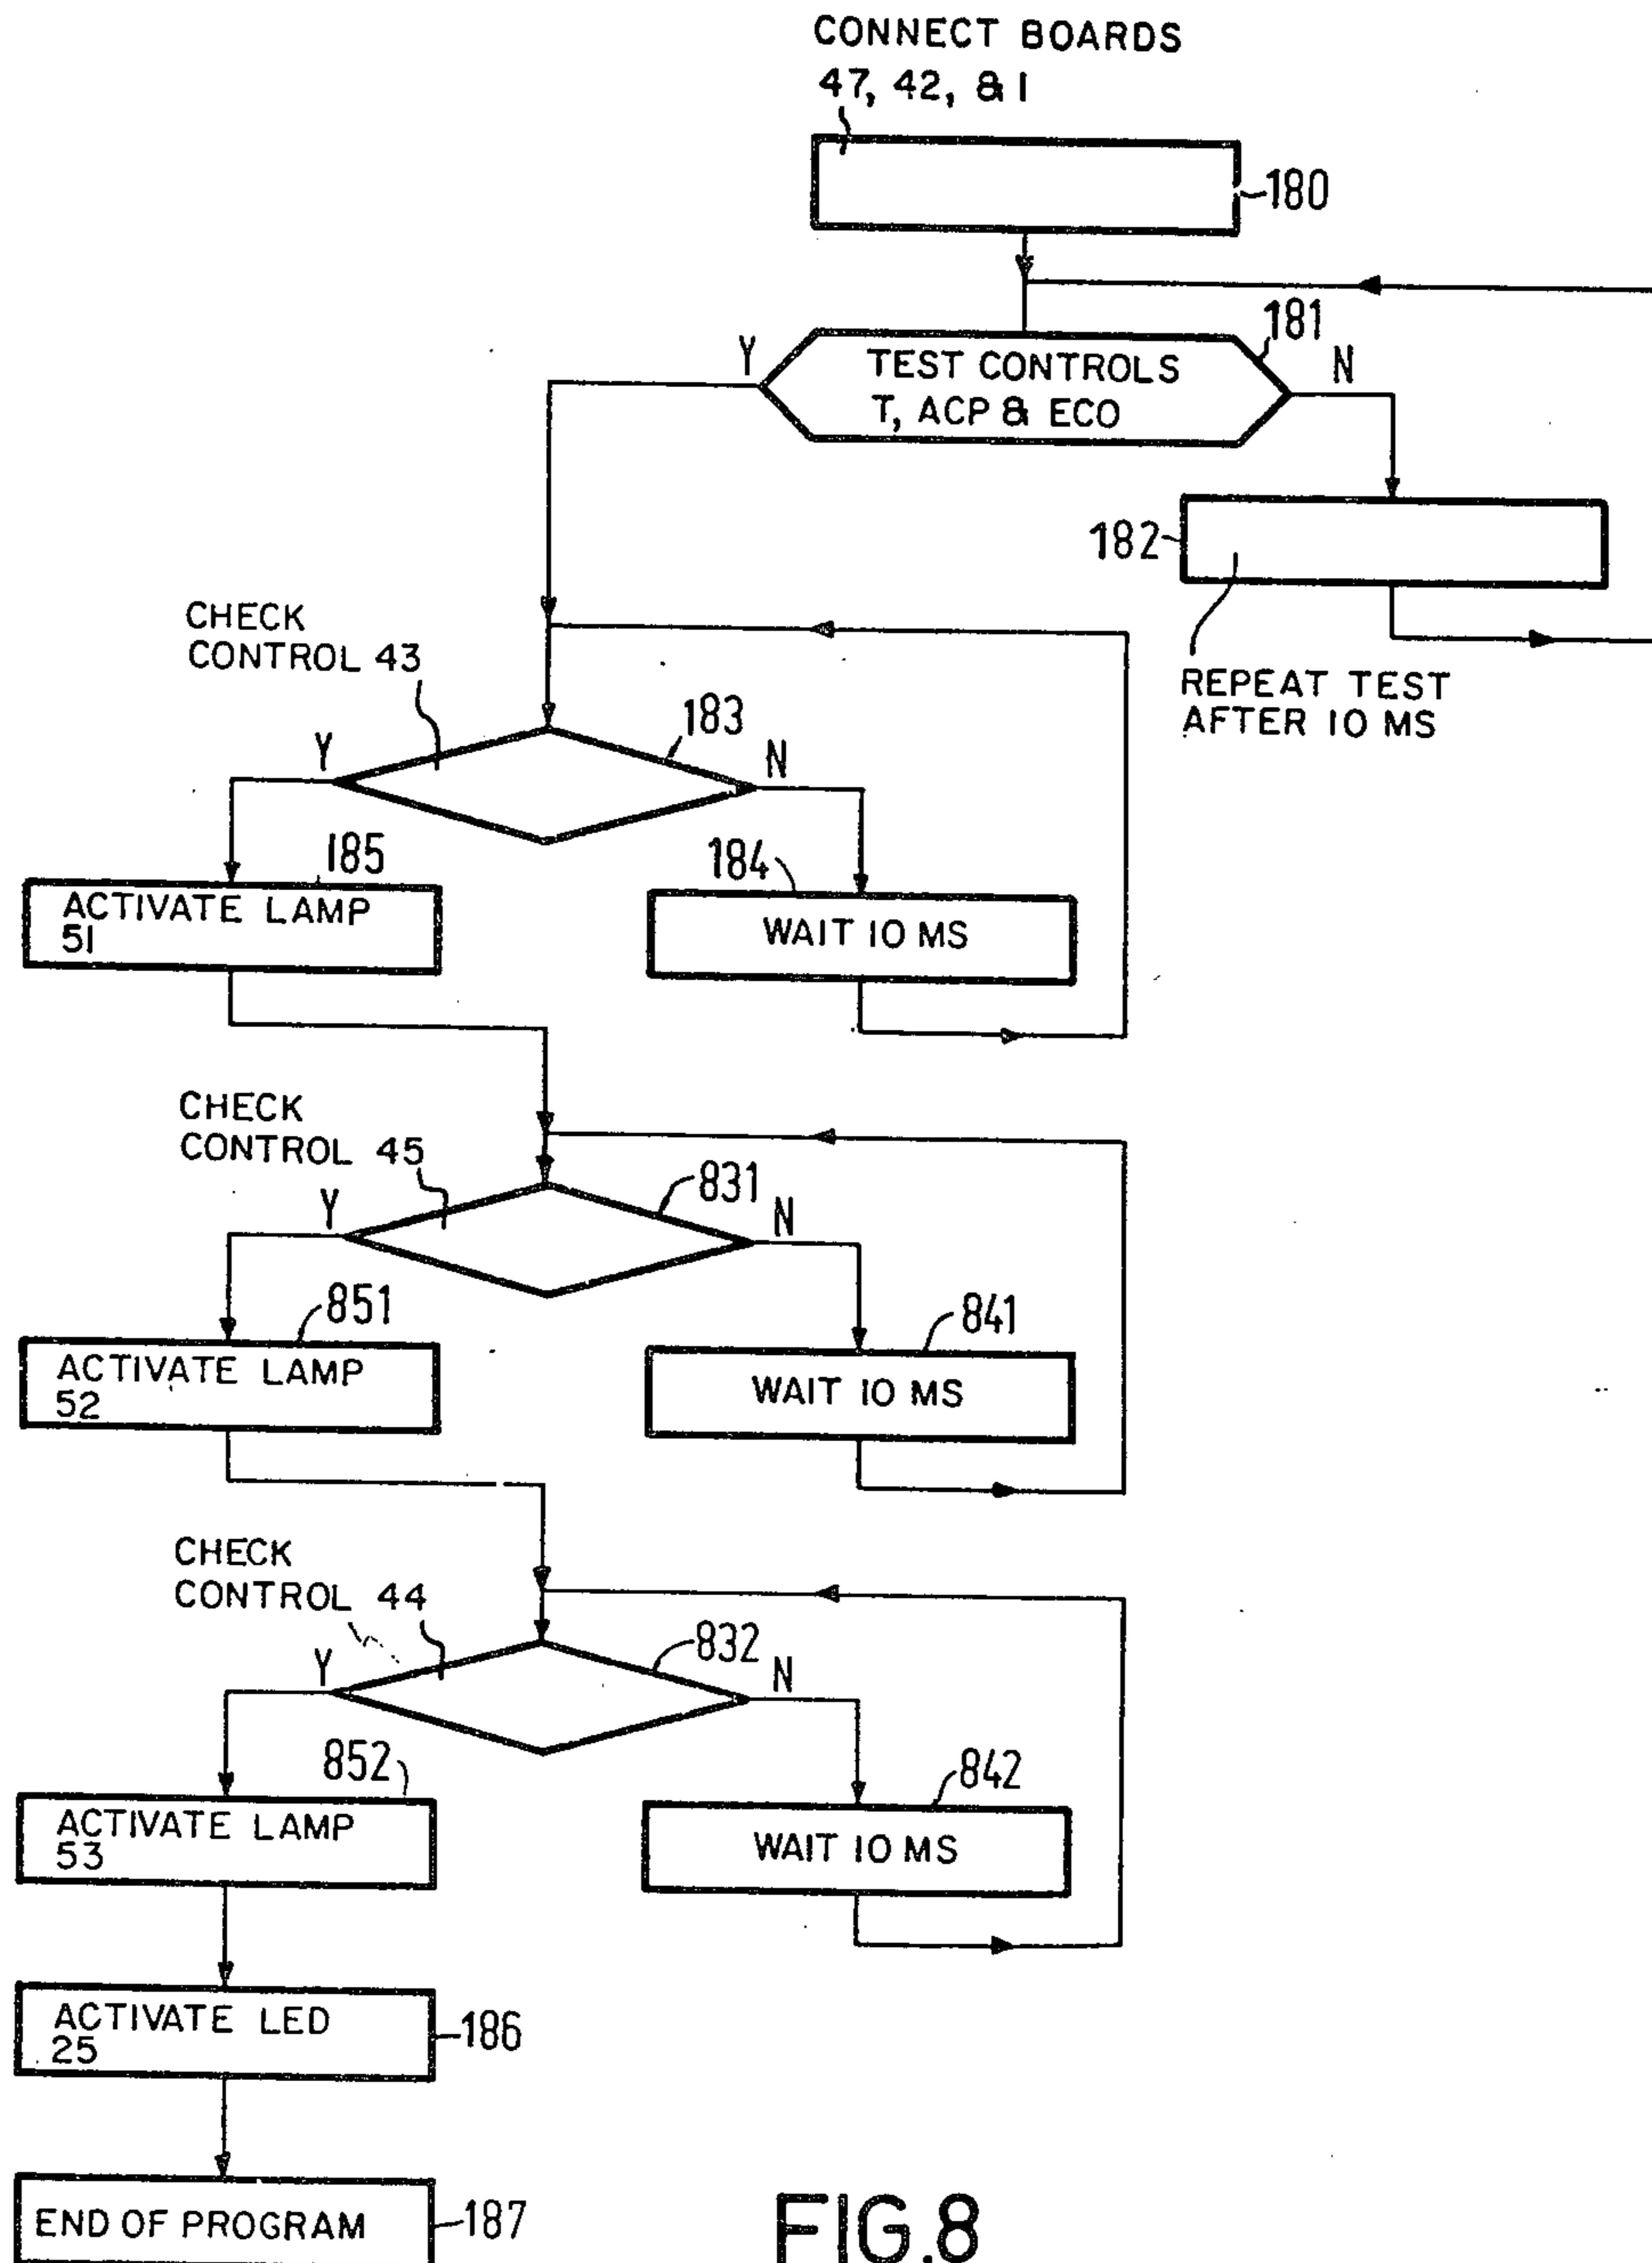 CONNECT BOARDS
47, 42, & 1
180
181
Y
TEST CONTROLS
T, ACP & ECO
N
182
REPEAT TEST
AFTER 10 MS
CHECK
CONTROL 43
183
Y
N
185
184
ACTIVATE LAMP
51
WAIT 10 MS
CHECK
CONTROL 45
831
Y
N
851
841
ACTIVATE LAMP
52
WAIT 10 MS
CHECK
CONTROL 44
832
Y
N
852
842
ACTIVATE LAMP
53
WAIT 10 MS
ACTIVATE LED
25
186
END OF PROGRAM
187
FIG.8